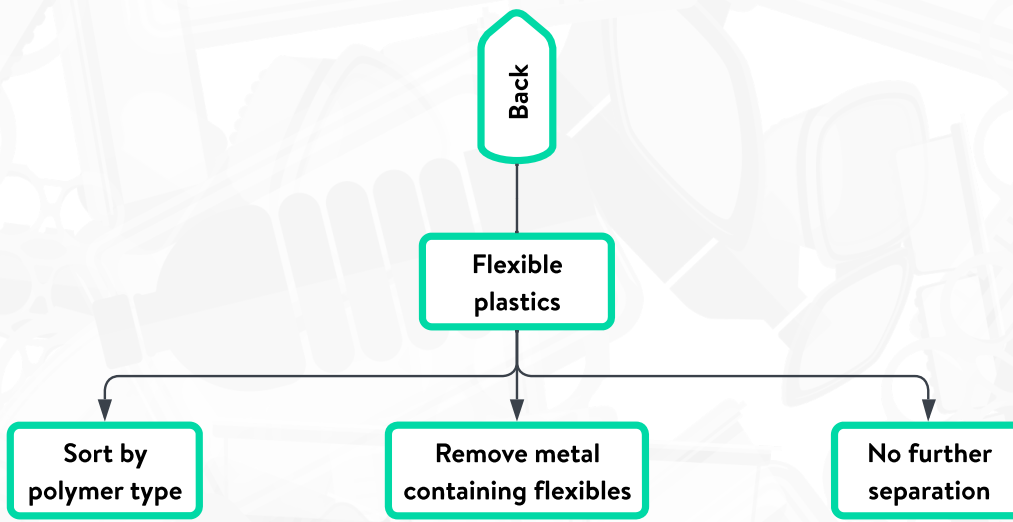 Back
Flexible
plastics
Sort by
polymer type
Remove metal
containing flexibles
No further
separation